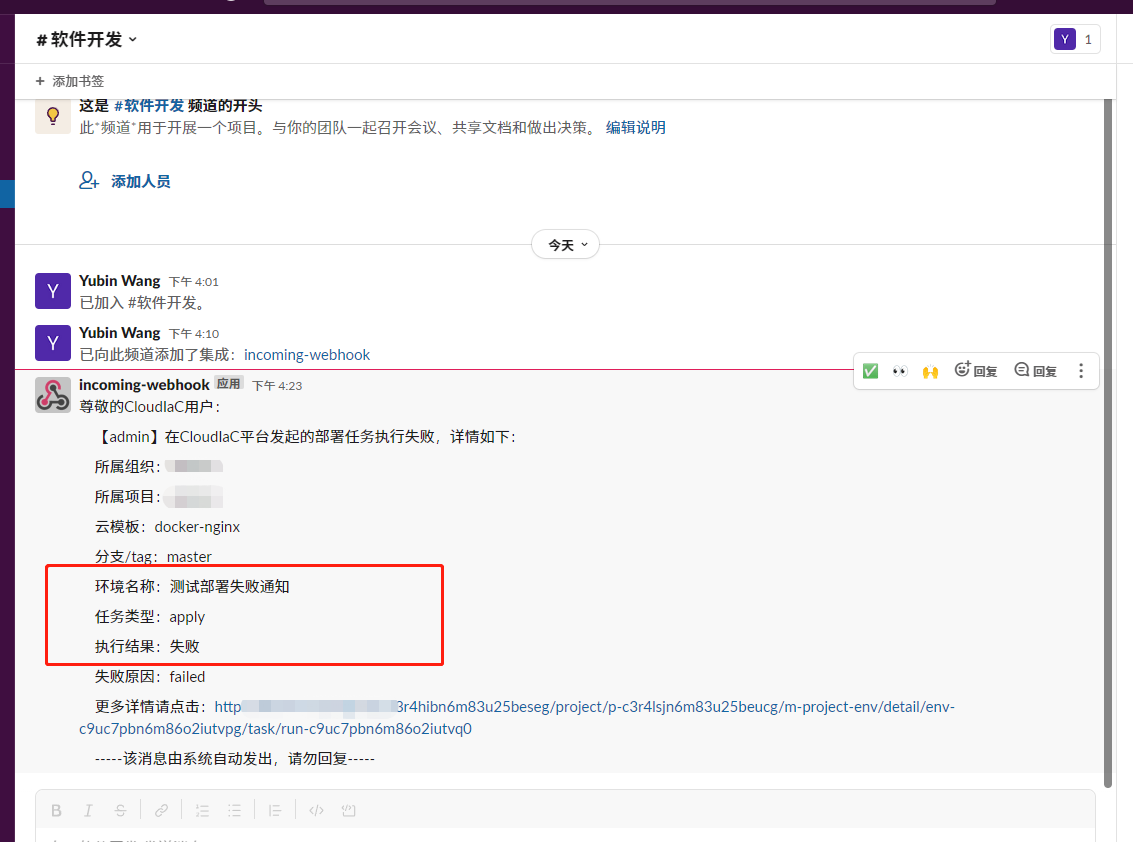 # 软件开发
Y 1
+ 添加书签
这是 #软件开发 频道的开头
此*频道*用于开展一个项目。与你的团队一起召开会议、共享文档和做出决策。 编辑说明
添加人员
今天
Y
Yubin Wang 下午 4:01
已加入 #软件开发。
Y
Yubin Wang 下午 4:10
已向此频道添加了集成：incoming-webhook
回复 回复
incoming-webhook 应用 下午 4:23
尊敬的CloudIaC用户：
【admin】在CloudIaC平台发起的部署任务执行失败，详情如下：
所属组织：
所属项目：
云模板：docker-nginx
分支/tag：master
环境名称：测试部署失败通知
任务类型：apply
执行结果：失败
失败原因：failed
更多详情请点击：http 3r4hibn6m83u25beseg/project/p-c3r4lsjn6m83u25beucg/m-project-env/detail/env-
c9uc7pbn6m86o2iutvpg/task/run-c9uc7pbn6m86o2iutvq0
-----该消息由系统自动发出，请勿回复-----
B I S